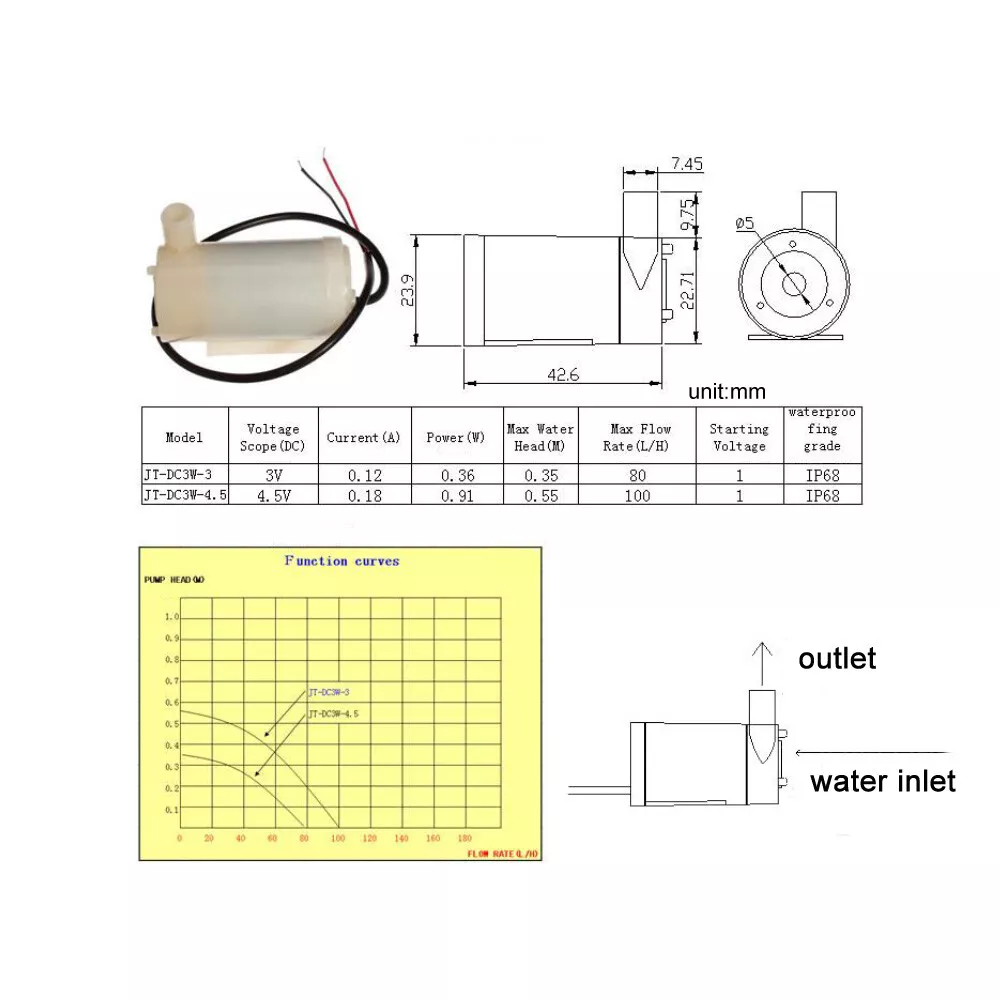 7.45
9.75
ø5
23.9
22.71
42.6
unit:mm
Model
Voltage
Scope(DC)
Current(A)
Power(W)
Max Water
Head(M)
Max Flow
Rate(L/H)
Starting
Voltage
waterproo
fing
grade
JT-DC3W-3 3V 0.12 0.36 0.35 80 1 IP68
JT-DC3W-4.5 4.5V 0.18 0.91 0.55 100 1 IP68
Function curves
PUMP HEAD(M)
1.0
0.9
0.8
0.7
0.6
0.5
0.4
0.3
0.2
0.1
JT-DC3W-3
JT-DC3W-4.5
0 20 40 60 80 100 120 140 160 180
FLOW RATE(L/H)
outlet
water inlet